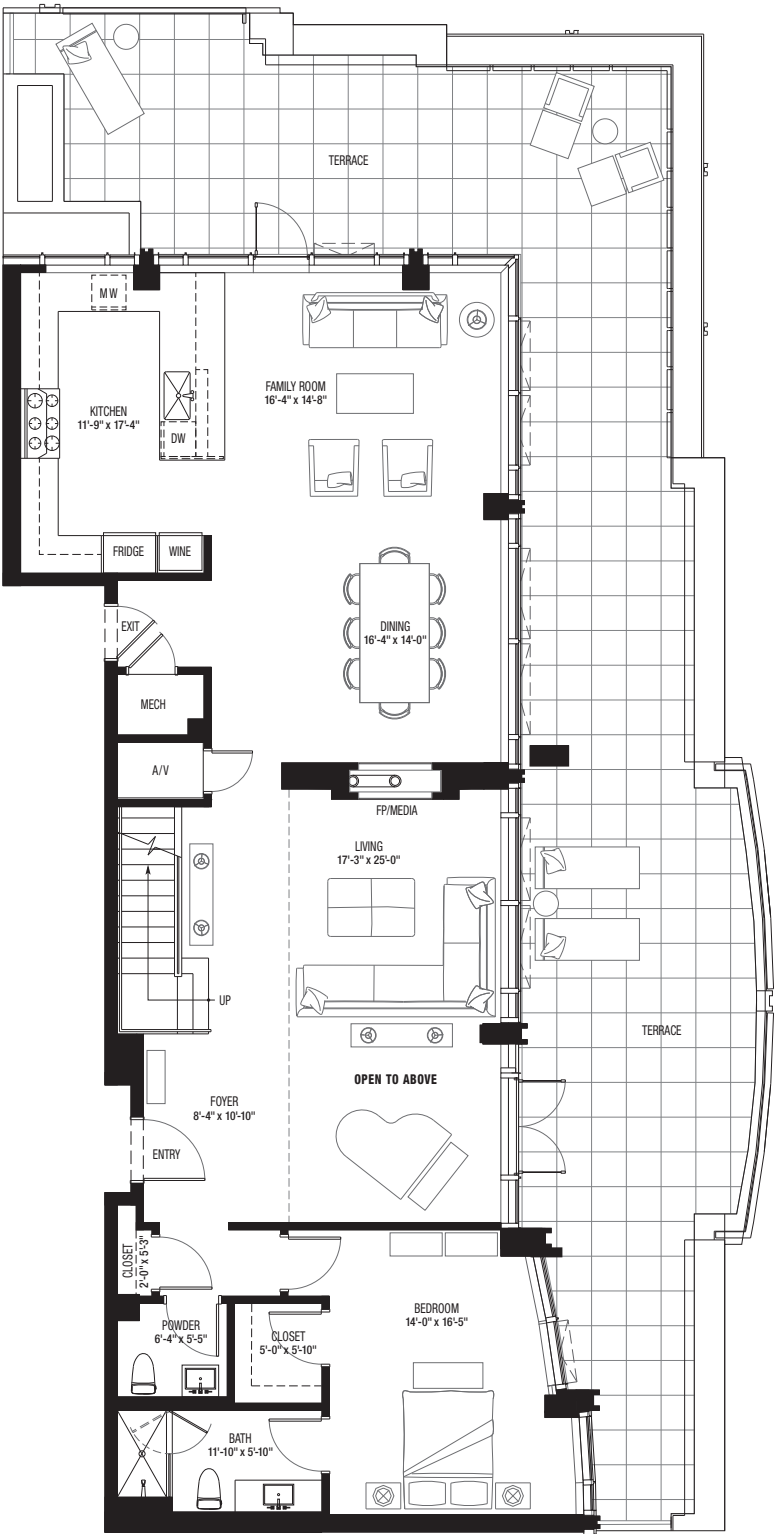 TERRACE
MW
FAMILY ROOM
16'-4" x 14'-8"
KITCHEN
11'-9" x 17'-4"
DW
FRIDGE
WINE
EXIT
DINING
16'-4" x 14'-0"
MECH
A/V
FP/MEDIA
LIVING
17'-3" x 25'-0"
UP
TERRACE
OPEN TO ABOVE
FOYER
8'-4" x 10'-10"
ENTRY
CLOSET
2'-0" x 5'-3"
POWDER
6'-4" x 5'-5"
CLOSET
5'-0" x 5'-10"
BEDROOM
14'-0" x 16'-5"
BATH
11'-10" x 5'-10"